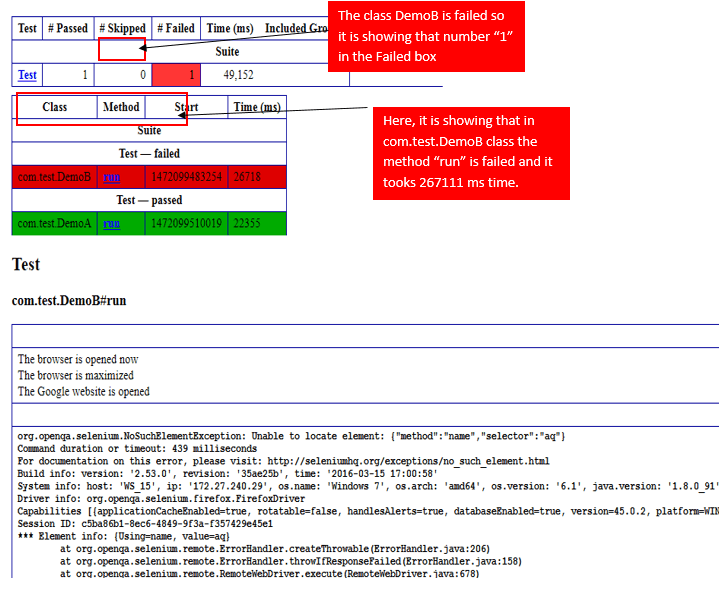 The class DemoB is failed so
it is showing that number “1”
in the Failed box
Test # Passed # Skipped # Failed Time (ms) Included Gro
Suite
Test 1 0 1 49,152
Class Method Start Time (ms)
Suite
Test — failed
com.test.DemoB run 1472099483254 26718
Test — passed
com.test.DemoA run 1472099510019 22355
Here, it is showing that in
com.test.DemoB class the
method “run” is failed and it
tooks 267111 ms time.
Test
com.test.DemoB#run
The browser is opened now
The browser is maximized
The Google website is opened
org.openqa.selenium.NoSuchElementException: Unable to locate element: {"method":"name","selector":"aq"}
Command duration or timeout: 439 milliseconds
For documentation on this error, please visit: http://seleniumhq.org/exceptions/no_such_element.html
Build info: version: '2.53.0', revision: '35ae25b', time: '2016-03-15 17:00:58'
System info: host: 'WS_15', ip: '172.27.240.29', os.name: 'Windows 7', os.arch: 'amd64', os.version: '6.1', java.version: '1.8.0_91'
Driver info: org.openqa.selenium.firefox.FirefoxDriver
Capabilities [{applicationCacheEnabled=true, rotatable=false, handlesAlerts=true, databaseEnabled=true, version=45.0.2, platform=WIN
Session ID: c5ba86b1-8ec6-4849-9f3a-f357429e45e1
*** Element info: {Using=name, value=aq}
at org.openqa.selenium.remote.ErrorHandler.createThrowable(ErrorHandler.java:206)
at org.openqa.selenium.remote.ErrorHandler.throwIfResponseFailed(ErrorHandler.java:158)
at org.openqa.selenium.remote.RemoteWebDriver.execute(RemoteWebDriver.java:678)